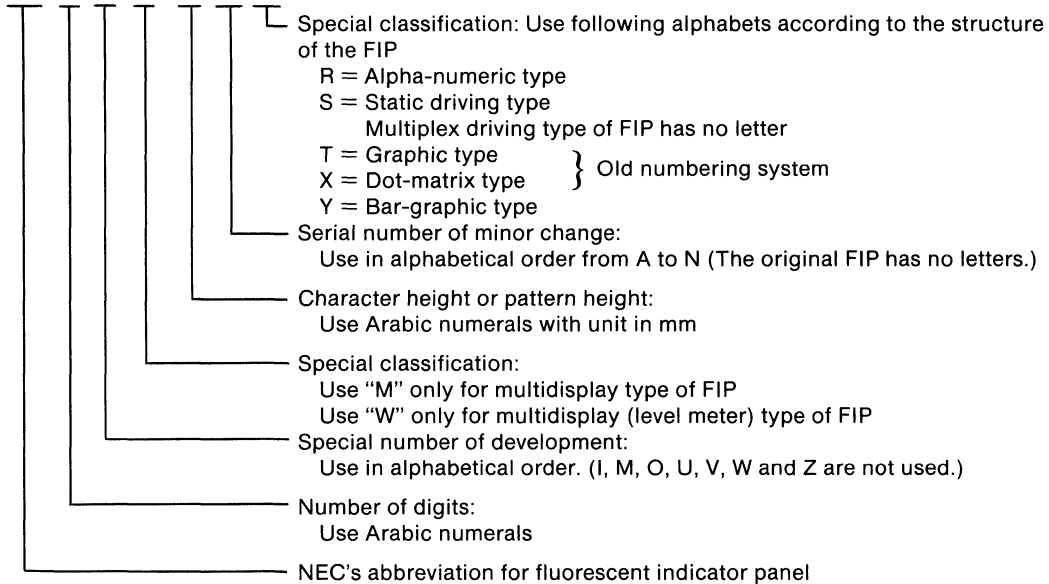 Special classification: Use following alphabets according to the structure
of the FIP
R = Alpha-numeric type
S = Static driving type
Multiplex driving type of FIP has no letter
T = Graphic type
X = Dot-matrix type
} Old numbering system
Y = Bar-graphic type
Serial number of minor change:
Use in alphabetical order from A to N (The original FIP has no letters.)
Character height or pattern height:
Use Arabic numerals with unit in mm
Special classification:
Use “M” only for multidisplay type of FIP
Use “W” only for multidisplay (level meter) type of FIP
Special number of development:
Use in alphabetical order. (I, M, O, U, V, W and Z are not used.)
Number of digits:
Use Arabic numerals
NEC's abbreviation for fluorescent indicator panel